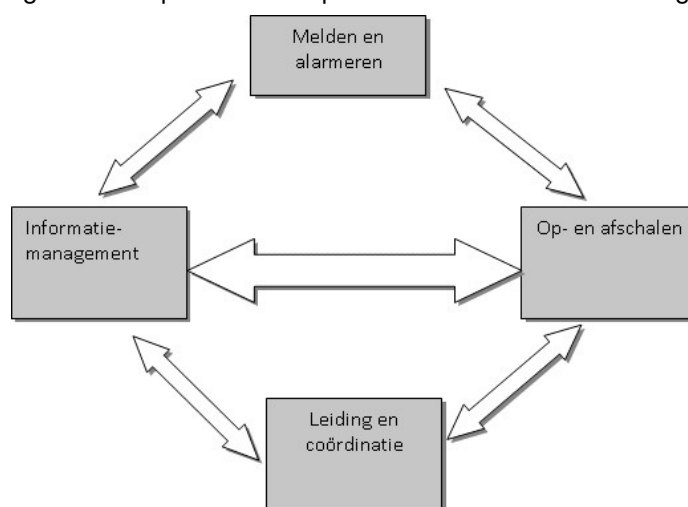 Melden en
alarmeren
Informatie-
management
Op- en afschalen
Leiding en
coördinatie